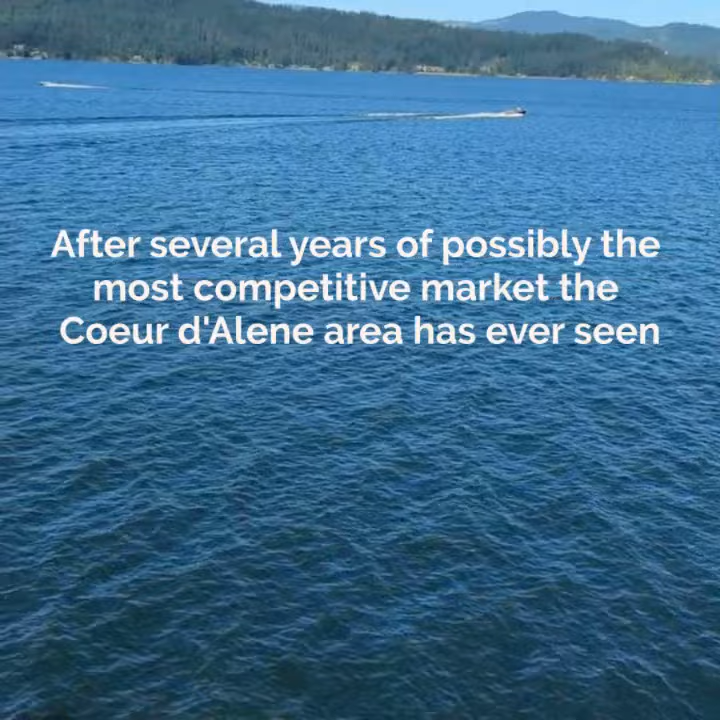 After several years of possibly the
most competitive market the
Coeur d'Alene area has ever seen